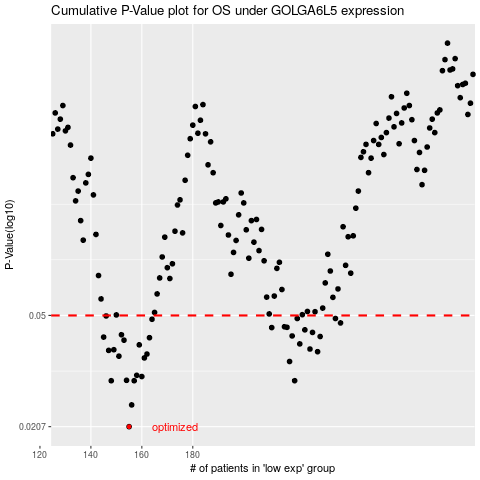 Cumulative P-Value plot for OS under GOLGA6L5 expression
P-Value(log10)
0.05
0.0207
optimized
120 140 160 180
# of patients in 'low exp' group